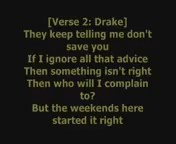 [Verse 2: Drake]
They keep telling me don't
save you
If I ignore all that advice
Then something isn't right
Then who will I complain
to?
But the weekends here
started it right